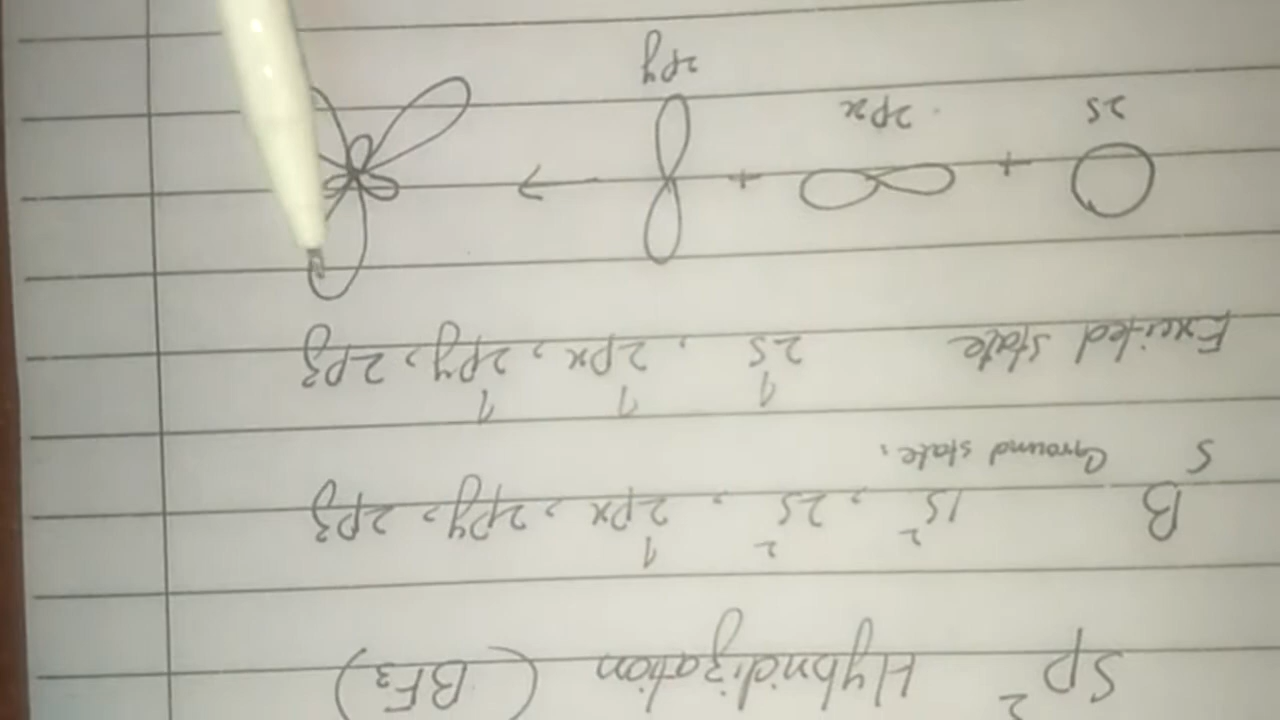 Sp² Hybridization (BF₃)
B 1s², 2s², 2px¹, 2py, 2pz
5 Ground state.
Excited state 2s¹, 2px¹, 2py¹, 2pz
+ + →
2s 2px 2py